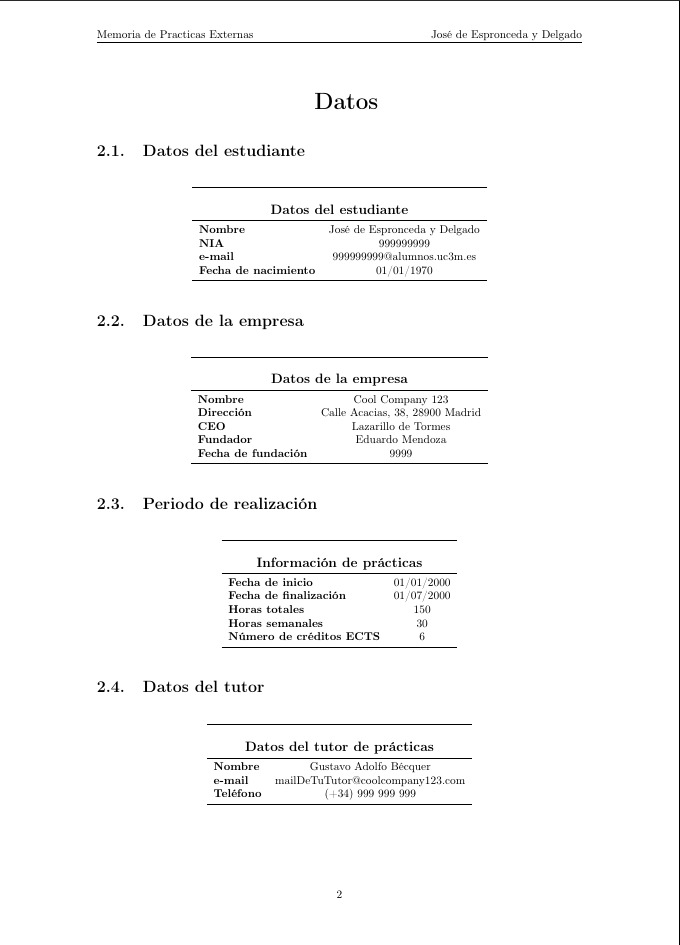 Memoria de Practicas Externas José de Espronceda y Delgado
Datos
2.1. Datos del estudiante
Datos del estudiante
Nombre José de Espronceda y Delgado
NIA 999999999
e-mail 999999999@alumnos.uc3m.es
Fecha de nacimiento 01/01/1970
2.2. Datos de la empresa
Datos de la empresa
Nombre Cool Company 123
Dirección Calle Acacias, 38, 28900 Madrid
CEO Lazarillo de Tormes
Fundador Eduardo Mendoza
Fecha de fundación 9999
2.3. Periodo de realización
Información de prácticas
Fecha de inicio 01/01/2000
Fecha de finalización 01/07/2000
Horas totales 150
Horas semanales 30
Número de créditos ECTS 6
2.4. Datos del tutor
Datos del tutor de prácticas
Nombre Gustavo Adolfo Bécquer
e-mail mailDeTuTutor@coolcompany123.com
Teléfono (+34) 999 999 999
2